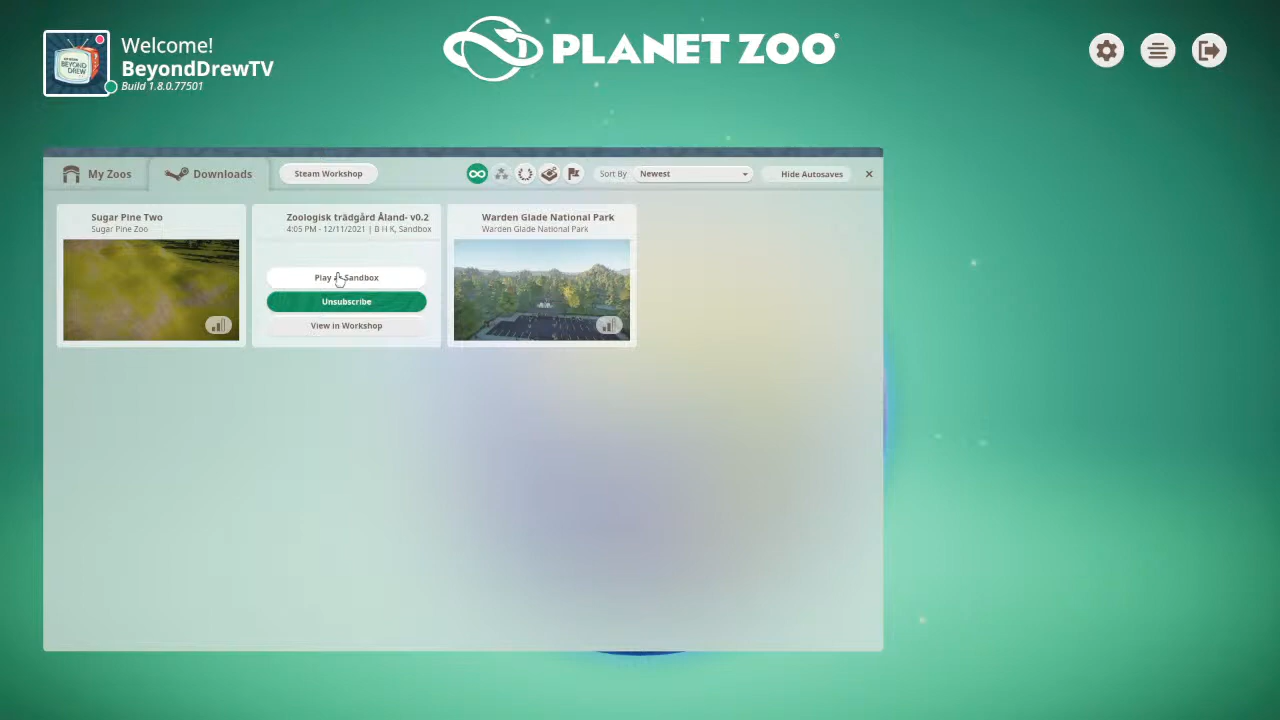 Welcome!
BeyondDrewTV
Build 1.8.0.77501
PLANET ZOO
My Zoos
Downloads
Steam Workshop
Sort By
Newest
Hide Autosaves
Sugar Pine Two
Sugar Pine Zoo
Zoologisk trädgård Åland- v0.2
4:05 PM - 12/11/2021 | B H K, Sandbox
Play Sandbox
Unsubscribe
View in Workshop
Warden Glade National Park
Warden Glade National Park